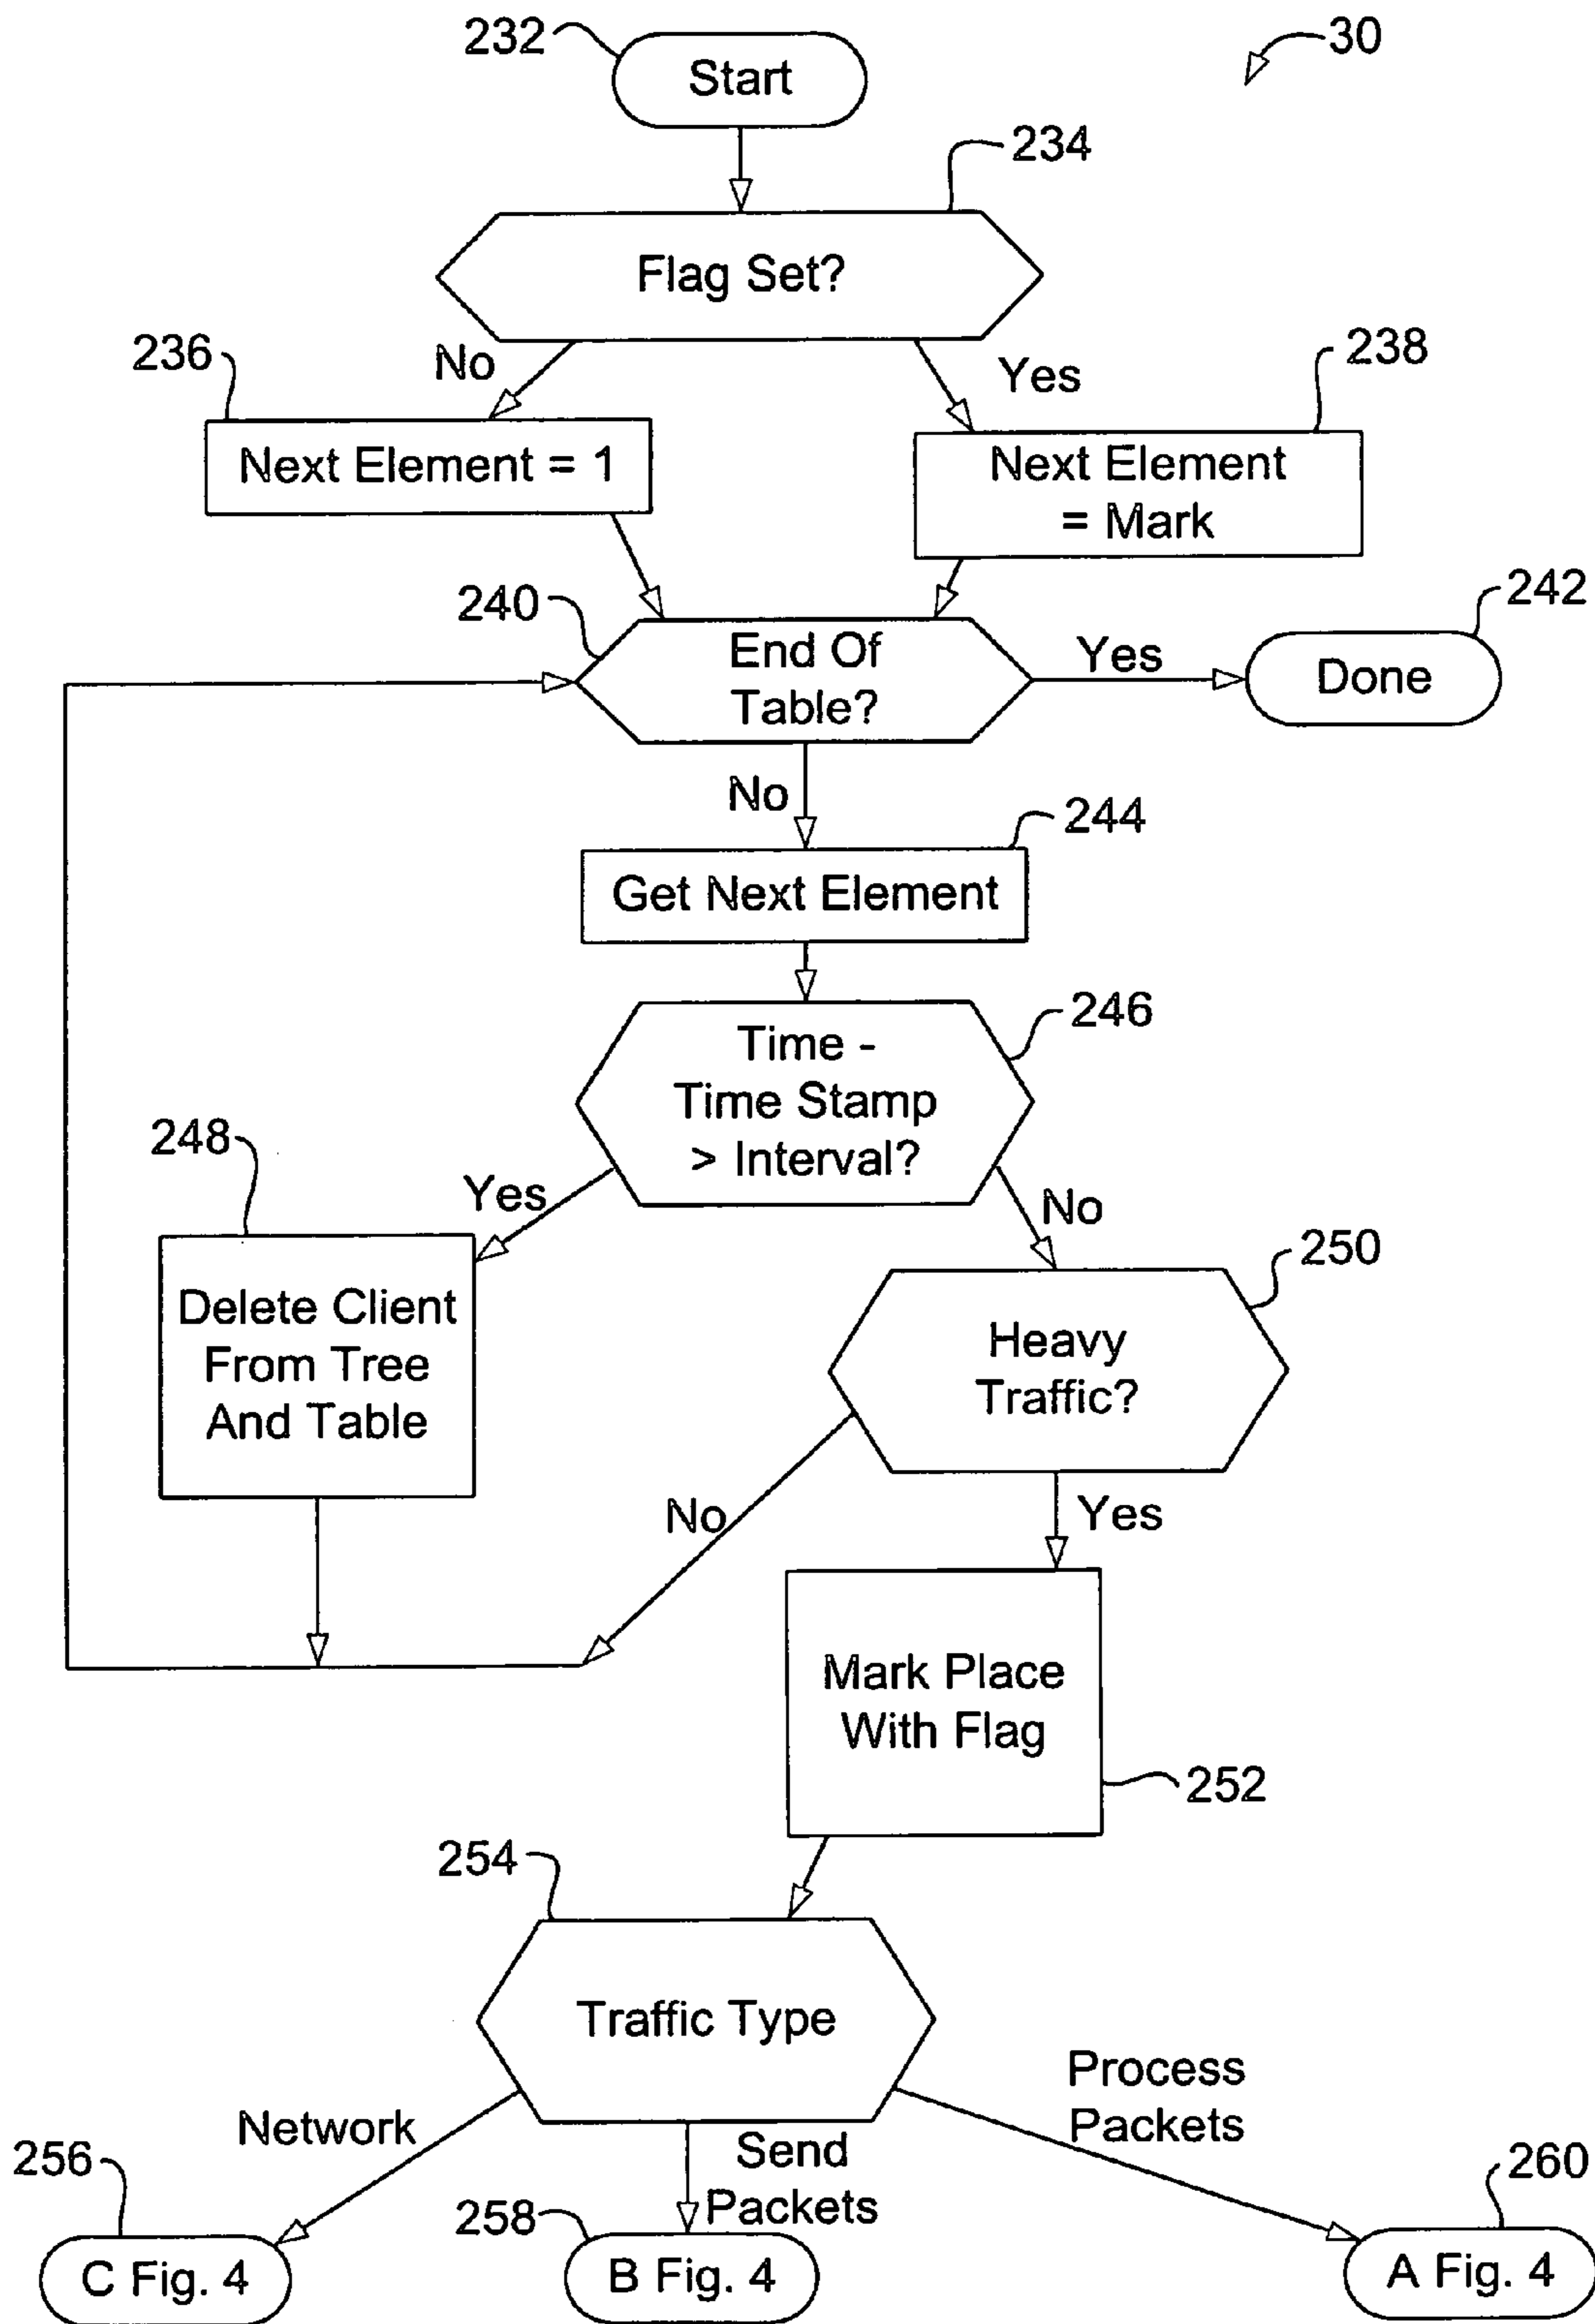 232
Start
30
234
Flag Set?
236
No
Yes
238
Next Element = 1
Next Element
= Mark
240
End Of
Table?
Yes
242
Done
No
244
Get Next Element
246
Time -
Time Stamp
> Interval?
248
Yes
No
250
Delete Client
From Tree
And Table
Heavy
Traffic?
No
Yes
Mark Place
With Flag
252
254
Traffic Type
Network
Send
Packets
Process
Packets
256
C Fig. 4
258
B Fig. 4
260
A Fig. 4